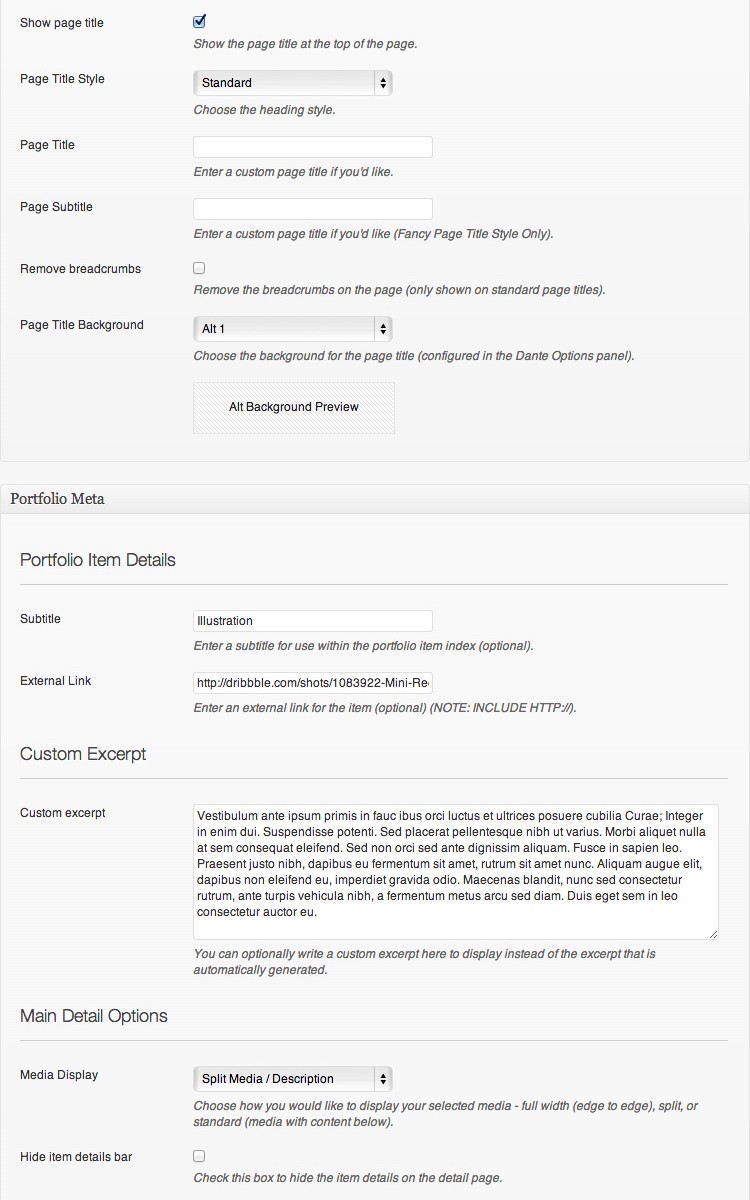 Show page title
Show the page title at the top of the page.
Page Title Style
Standard
Choose the heading style.
Page Title
Enter a custom page title if you'd like.
Page Subtitle
Enter a custom page title if you'd like (Fancy Page Title Style Only).
Remove breadcrumbs
Remove the breadcrumbs on the page (only shown on standard page titles).
Page Title Background
Alt 1
Choose the background for the page title (configured in the Dante Options panel).
Alt Background Preview
Portfolio Meta
Portfolio Item Details
Subtitle
Illustration
Enter a subtitle for use within the portfolio item index (optional).
External Link
http://dribbble.com/shots/1083922-Mini-Re
Enter an external link for the item (optional) (NOTE: INCLUDE HTTP://).
Custom Excerpt
Custom excerpt
Vestibulum ante ipsum primis in fauc ibus orci luctus et ultrices posuere cubilia Curae; Integer
in enim dui. Suspendisse potenti. Sed placerat pellentesque nibh ut varius. Morbi aliquet nulla
at sem consequat eleifend. Sed non orci sed ante dignissim aliquam. Fusce in sapien leo.
Praesent justo nibh, dapibus eu fermentum sit amet, rutrum sit amet nunc. Aliquam augue elit,
dapibus non eleifend eu, imperdiet gravida odio. Maecenas blandit, nunc sed consectetur
rutrum, ante turpis vehicula nibh, a fermentum metus arcu sed diam. Duis eget sem in leo
consectetur auctor eu.
You can optionally write a custom excerpt here to display instead of the excerpt that is
automatically generated.
Main Detail Options
Media Display
Split Media / Description
Choose how you would like to display your selected media - full width (edge to edge), split, or
standard (media with content below).
Hide item details bar
Check this box to hide the item details on the detail page.